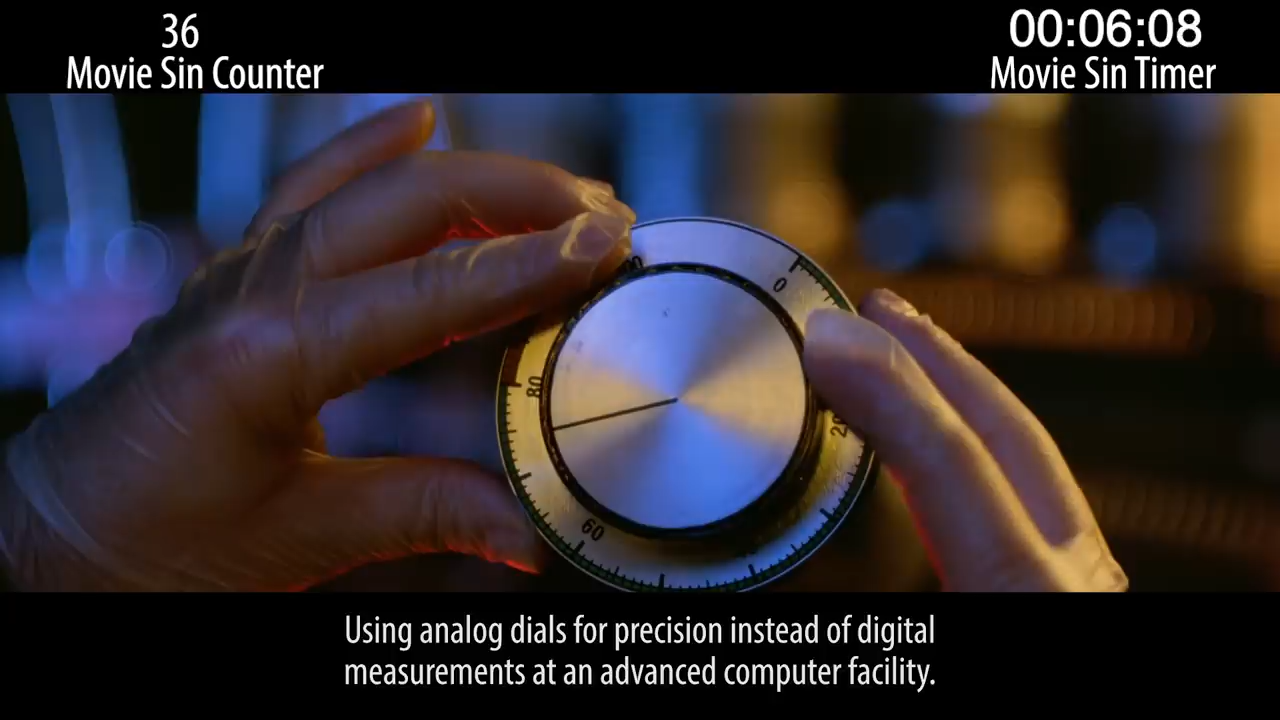 36
Movie Sin Counter
00:06:08
Movie Sin Timer
0
80
60
Using analog dials for precision instead of digital
measurements at an advanced computer facility.